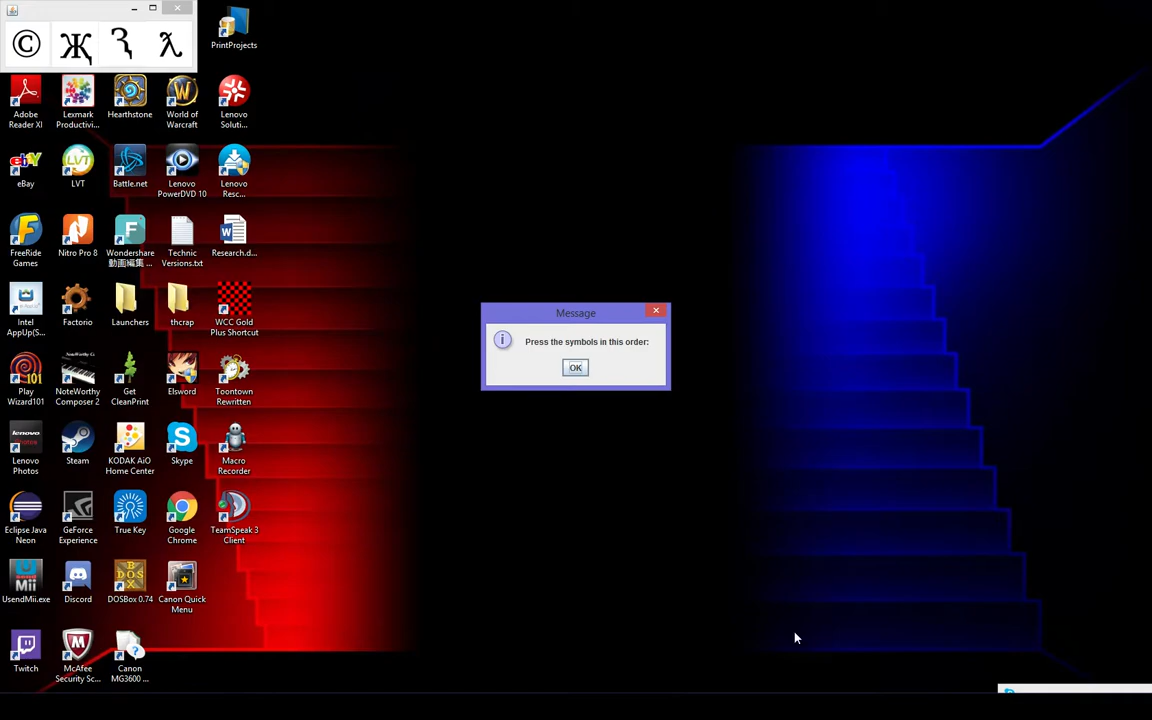 © Җ Ԇ ƛ
PrintProjects
Adobe
Reader XI
Lexmark
Productivi...
Hearthstone
World of
Warcraft
Lenovo
Soluti...
eBay
LVT
Battle.net
Lenovo
PowerDVD 10
Lenovo
Resc...
FreeRide
Games
Nitro Pro 8
Wondershare
動画編集 ...
Technic
Versions.txt
Research.d...
Intel
AppUp(S...
Factorio
Launchers
thcrap
WCC Gold
Plus Shortcut
Message
Press the symbols in this order:
OK
Play
Wizard101
NoteWorthy
Composer 2
Get
CleanPrint
Elsword
Toontown
Rewritten
Lenovo
Photos
Steam
KODAK AiO
Home Center
Skype
Macro
Recorder
Eclipse Java
Neon
GeForce
Experience
True Key
Google
Chrome
TeamSpeak 3
Client
UsendMii.exe
Discord
DOSBox 0.74
Canon Quick
Menu
Twitch
McAfee
Security Sc...
Canon
MG3600 ...